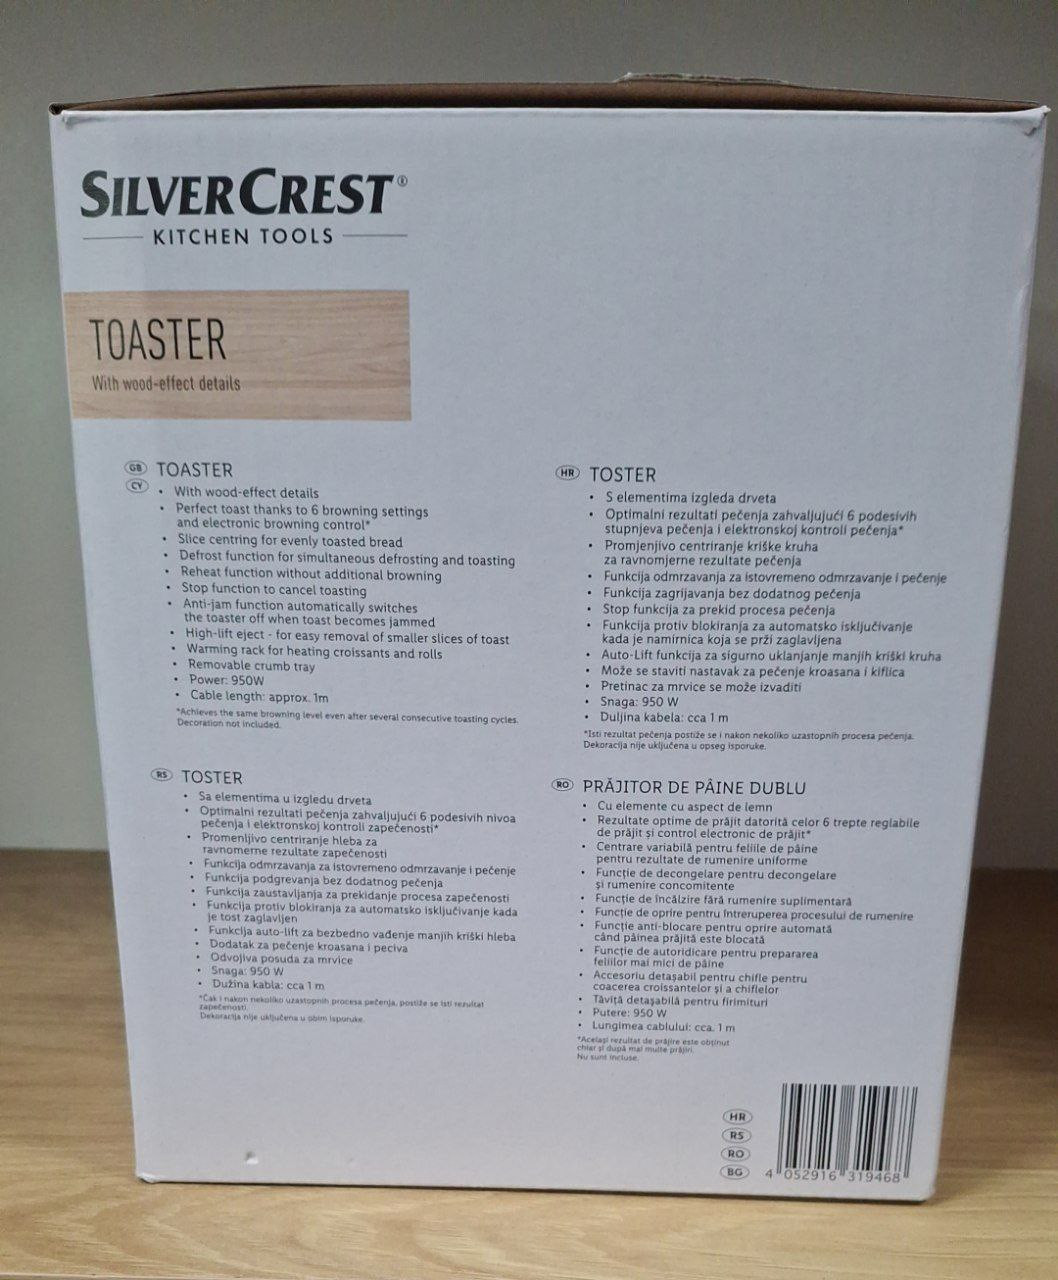 SILVERCREST®
KITCHEN TOOLS
TOASTER
With wood-effect details
GB TOASTER
CY
• With wood-effect details
• Perfect toast thanks to 6 browning settings
and electronic browning control*
• Slice centring for evenly toasted bread
• Defrost function for simultaneous defrosting and toasting
• Reheat function without additional browning
• Stop function to cancel toasting
• Anti-jam function automatically switches
the toaster off when toast becomes jammed
• High-lift eject - for easy removal of smaller slices of toast
• Warming rack for heating croissants and rolls
• Removable crumb tray
• Power: 950W
• Cable length: approx. 1m
*Achieves the same browning level even after several consecutive toasting cycles.
Decoration not included.
HR TOSTER
• S elementima izgleda drveta
• Optimalni rezultati pečenja zahvaljujući 6 podesivih
stupnjeva pečenja i elektronskoj kontroli pečenja*
• Promjenjivo centriranje kriške kruha
za ravnomjerne rezultate pečenja
• Funkcija odmrzavanja za istovremeno odmrzavanje i pečenje
• Funkcija zagrijavanja bez dodatnog pečenja
• Stop funkcija za prekid procesa pečenja
• Funkcija protiv blokiranja za automatsko isključivanje
kada je namirnica koja se prži zaglavljena
• Auto-Lift funkcija za sigurno uklanjanje manjih kriški kruha
• Može se staviti nastavak za pečenje kroasana i kiflica
• Pretinac za mrvice se može izvaditi
• Snaga: 950 W
• Duljina kabela: cca 1 m
*Isti rezultat pečenja postiže se i nakon nekoliko uzastopnih procesa pečenja.
Dekoracija nije uključena u opseg isporuke.
RS TOSTER
• Sa elementima u izgledu drveta
• Optimalni rezultati pečenja zahvaljujući 6 podesivih nivoa
pečenja i elektronskoj kontroli zapečenosti*
• Promenljivo centriranje hleba za
ravnomerne rezultate zapečenosti
• Funkcija odmrzavanja za istovremeno odmrzavanje i pečenje
• Funkcija podgrevanja bez dodatnog pečenja
• Funkcija zaustavljanja za prekidanje procesa zapečenosti
• Funkcija protiv blokiranja za automatsko isključivanje kada
je tost zaglavljen
• Funkcija auto-lift za bezbedno vađenje manjih kriški hleba
• Dodatak za pečenje kroasana i peciva
• Odvojiva posuda za mrvice
• Snaga: 950 W
• Dužina kabla: cca 1 m
*Čak i nakon nekoliko uzastopnih procesa pečenja, postiže se isti rezultat
zapečenosti.
Dekoracija nije uključena u obim isporuke.
RO PRĂJITOR DE PÂINE DUBLU
• Cu elemente cu aspect de lemn
• Rezultate optime de prăjit datorită celor 6 trepte reglabile
de prăjit și control electronic de prăjit*
• Centrare variabilă pentru feliile de pâine
pentru rezultate de rumenire uniforme
• Funcție de decongelare pentru decongelare
și rumenire concomitente
• Funcție de încălzire fără rumenire suplimentară
• Funcție de oprire pentru întreruperea procesului de rumenire
• Funcție anti-blocare pentru oprire automată
când pâinea prăjită este blocată
• Funcție de autoridicare pentru prepararea
feliilor mai mici de pâine
• Accesoriu detașabil pentru chifle pentru
coacerea croissantelor și a chiflelor
• Tăviță detașabilă pentru firimituri
• Putere: 950 W
• Lungimea cablului: cca. 1 m
*Același rezultat de prăjire este obținut
chiar și după mai multe prăjiri.
Nu sunt incluse.
HR
RS
RO
BG
4 052916 319468